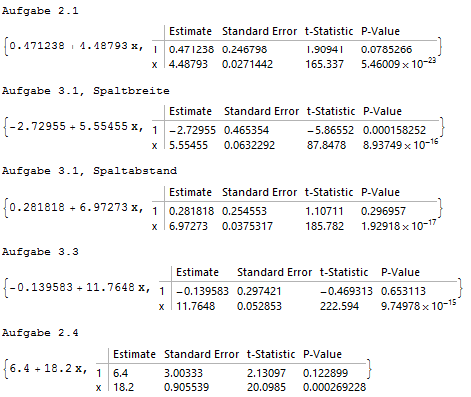 Aufgabe 2.1
Estimate Standard Error t-Statistic P-Value
{0.471238 + 4.48793 x, 1 0.471238 0.246798 1.90941 0.0785266 }
x 4.48793 0.0271442 165.337 5.46009 × 10^-23
Aufgabe 3.1, Spaltbreite
Estimate Standard Error t-Statistic P-Value
{-2.72955 + 5.55455 x, 1 -2.72955 0.465354 -5.86552 0.000158252 }
x 5.55455 0.0632292 87.8478 8.93749 × 10^-16
Aufgabe 3.1, Spaltabstand
Estimate Standard Error t-Statistic P-Value
{0.281818 + 6.97273 x, 1 0.281818 0.254553 1.10711 0.296957 }
x 6.97273 0.0375317 185.782 1.92918 × 10^-17
Aufgabe 3.3
Estimate Standard Error t-Statistic P-Value
{-0.139583 + 11.7648 x, 1 -0.139583 0.297421 -0.469313 0.653113 }
x 11.7648 0.052853 222.594 9.74978 × 10^-15
Aufgabe 2.4
Estimate Standard Error t-Statistic P-Value
{6.4 + 18.2 x, 1 6.4 3.00333 2.13097 0.122899 }
x 18.2 0.905539 20.0985 0.000269228